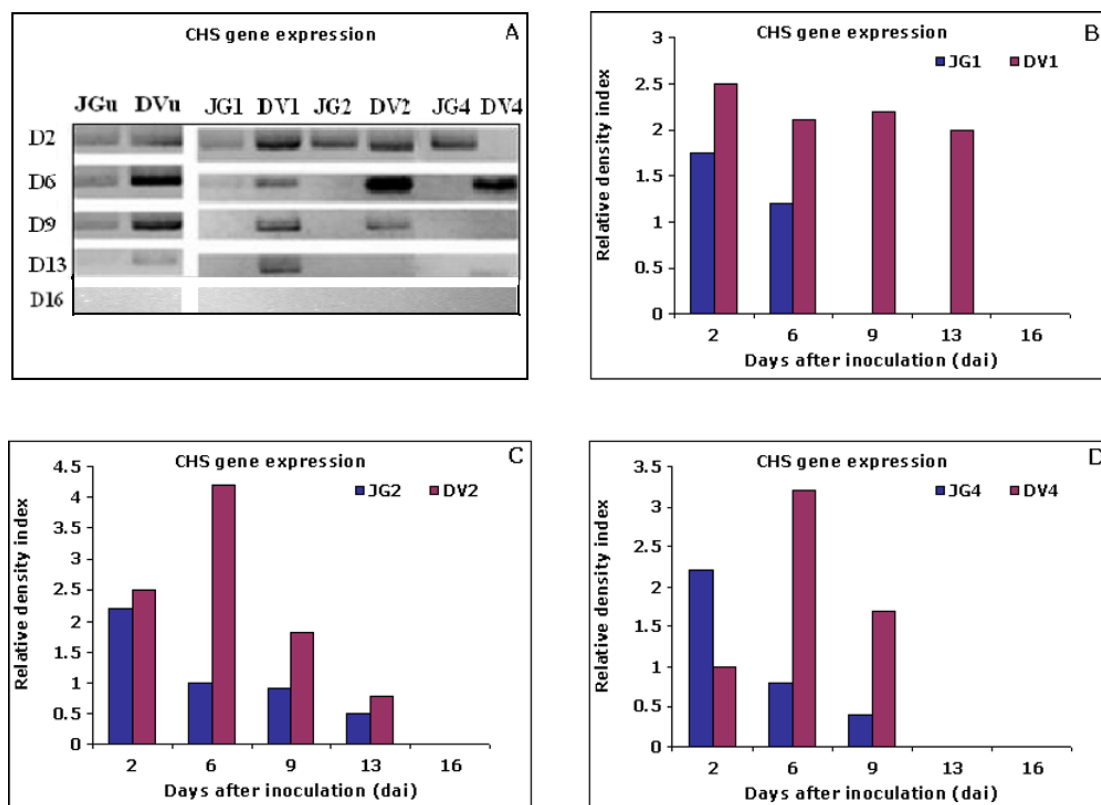 CHS gene expression
A
JGu DVu JG1 DV1 JG2 DV2 JG4 DV4
D2
D6
D9
D13
D16
CHS gene expression
B
JG1 DV1
Relative density index
3
2.5
2
1.5
1
0.5
0
2 6 9 13 16
Days after inoculation (dai)
CHS gene expression
C
JG2 DV2
Relative density index
4.5
4
3.5
3
2.5
2
1.5
1
0.5
0
2 6 9 13 16
Days after inoculation (dai)
CHS gene expression
D
JG4 DV4
Relative density index
3.5
3
2.5
2
1.5
1
0.5
0
2 6 9 13 16
Days after inoculation (dai)